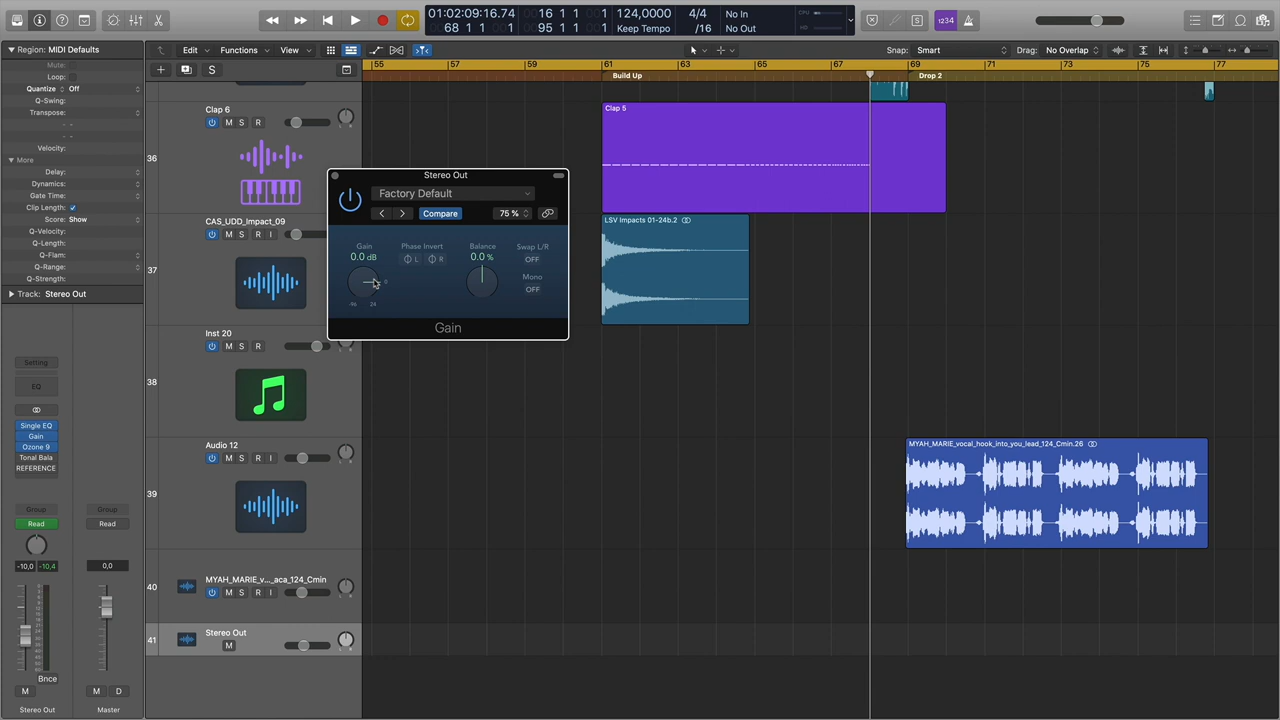 01:02:09:16.74
68 1 1 1
16 1 1 1
95 1 1 1
124,0000
Keep Tempo
4/4
/16
No In
No Out
CPU
HD
1234
Region: MIDI Defaults
Edit
Functions
View
Snap:
Smart
Drag:
No Overlap
Mute:
Loop:
Quantize
Off
Q-Swing:
Transpose:
Velocity:
More
Delay:
Dynamics:
Gate Time:
Clip Length:
Score:
Show
Q-Velocity:
Q-Length:
Q-Flam:
Q-Range:
Q-Strength:
Track: Stereo Out
S
55
57
59
61
63
65
67
69
71
73
75
77
Build Up
Drop 2
36
Clap 6
M S R
Clap 5
37
CAS_UDD_Impact_09
M S R I
LSV Impacts 01-24b.2
38
Inst 20
M S R
39
Audio 12
M S R I
MYAH_MARIE_vocal_hook_into_you_lead_124_Cmin.26
40
MYAH_MARIE_v..._aca_124_Cmin
M S R I
41
Stereo Out
M
Stereo Out
Factory Default
Compare
75 %
Gain
0.0 dB
Phase Invert
L
R
Balance
0.0 %
Swap L/R
OFF
Mono
OFF
0
-96
24
Gain
Setting
EQ
Single EQ
Gain
Ozone 9
Tonal Bala
REFERENCE
Group
Group
Read
Read
-10,0
-10,4
0,0
Bnce
M
M
D
Stereo Out
Master